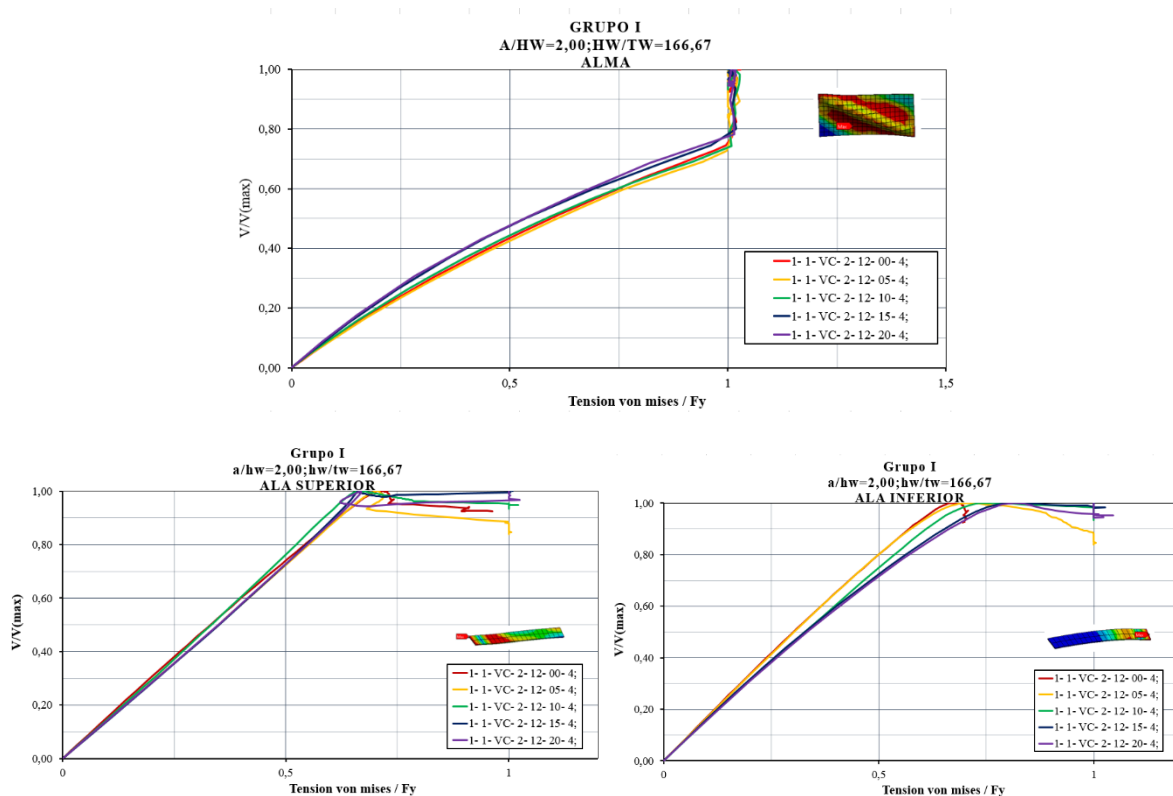 GRUPO I
A/HW=2,00;HW/TW=166,67
ALMA
1,00
0,80
0,60
0,40
0,20
0,00
V/V(max)
0
0,5
1
1,5
Tension von mises / Fy
1- 1- VC- 2- 12- 00- 4;
1- 1- VC- 2- 12- 05- 4;
1- 1- VC- 2- 12- 10- 4;
1- 1- VC- 2- 12- 15- 4;
1- 1- VC- 2- 12- 20- 4;
Grupo I
a/hw=2,00;hw/tw=166,67
ALA SUPERIOR
1,00
0,80
0,60
0,40
0,20
0,00
V/V(max)
0
0,5
1
Tension von mises / Fy
1- 1- VC- 2- 12- 00- 4;
1- 1- VC- 2- 12- 05- 4;
1- 1- VC- 2- 12- 10- 4;
1- 1- VC- 2- 12- 15- 4;
1- 1- VC- 2- 12- 20- 4;
Grupo I
a/hw=2,00;hw/tw=166,67
ALA INFERIOR
1,00
0,80
0,60
0,40
0,20
0,00
V/V(max)
0
0,5
1
Tension von mises / Fy
1- 1- VC- 2- 12- 00- 4;
1- 1- VC- 2- 12- 05- 4;
1- 1- VC- 2- 12- 10- 4;
1- 1- VC- 2- 12- 15- 4;
1- 1- VC- 2- 12- 20- 4;